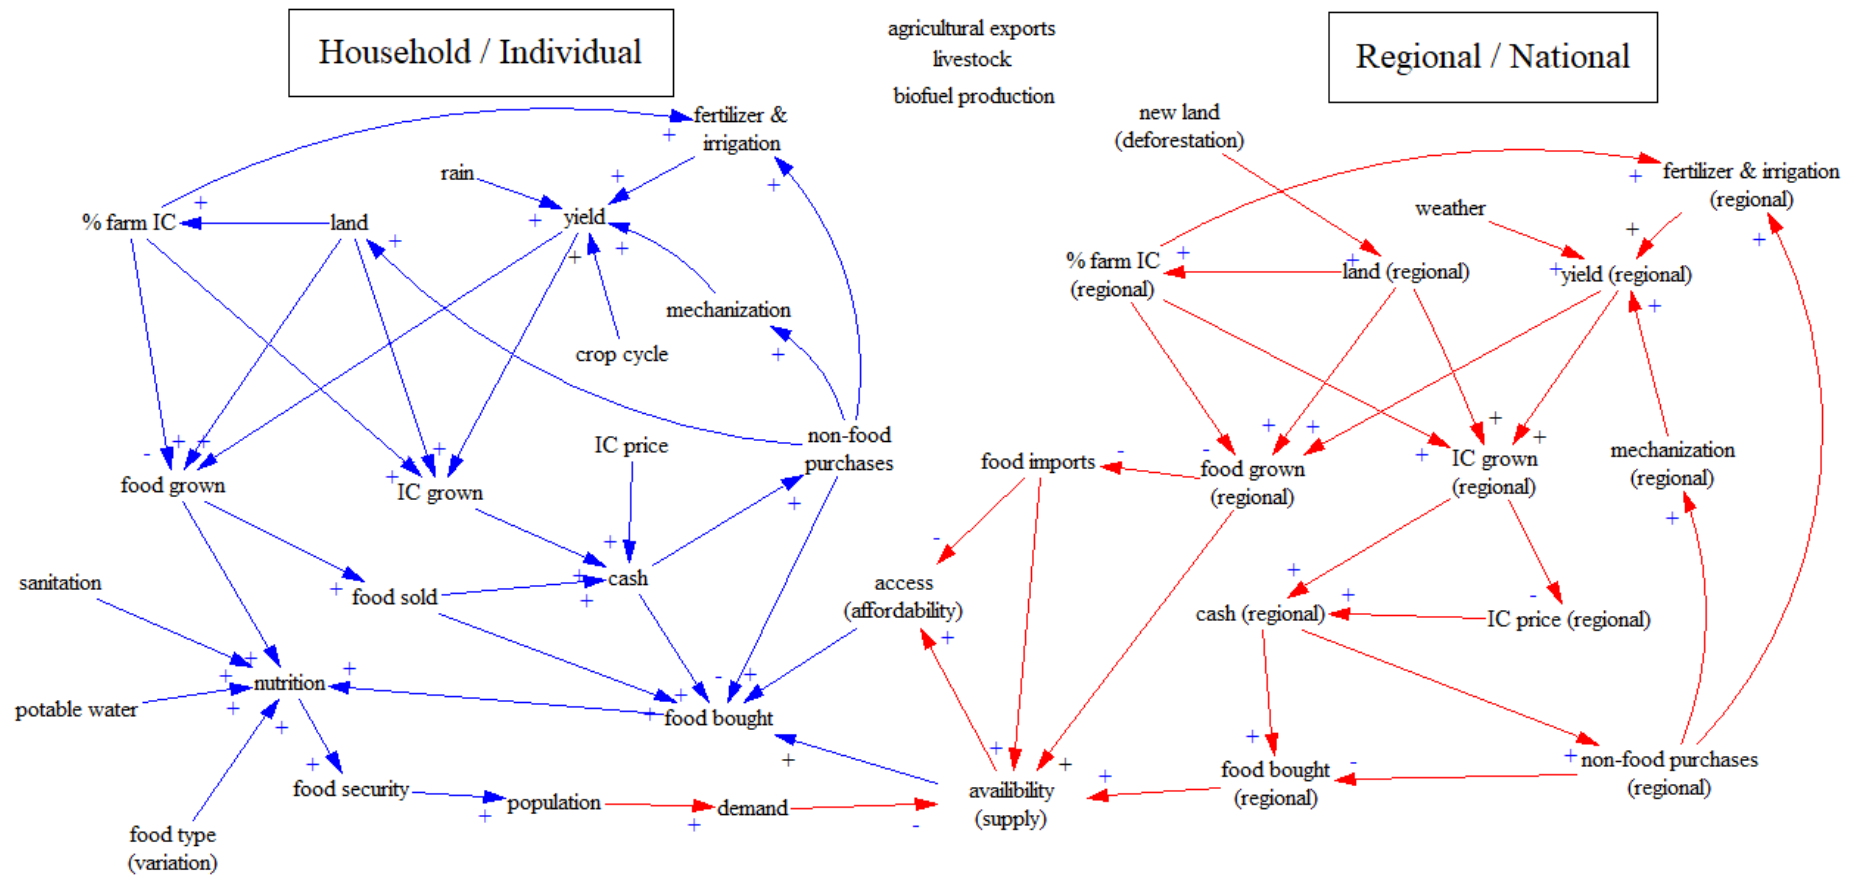 Household / Individual
agricultural exports
livestock
biofuel production
Regional / National
fertilizer &
irrigation
new land
(deforestation)
rain
yield
% farm IC
land
mechanization
crop cycle
fertilizer & irrigation
(regional)
weather
% farm IC
(regional)
land (regional)
yield (regional)
IC price
non-food
purchases
food grown
IC grown
food imports
food grown
(regional)
IC grown
(regional)
mechanization
(regional)
sanitation
food sold
cash
access
(affordability)
cash (regional)
IC price (regional)
potable water
nutrition
food bought
food security
population
demand
availibility
(supply)
food bought
(regional)
non-food purchases
(regional)
food type
(variation)